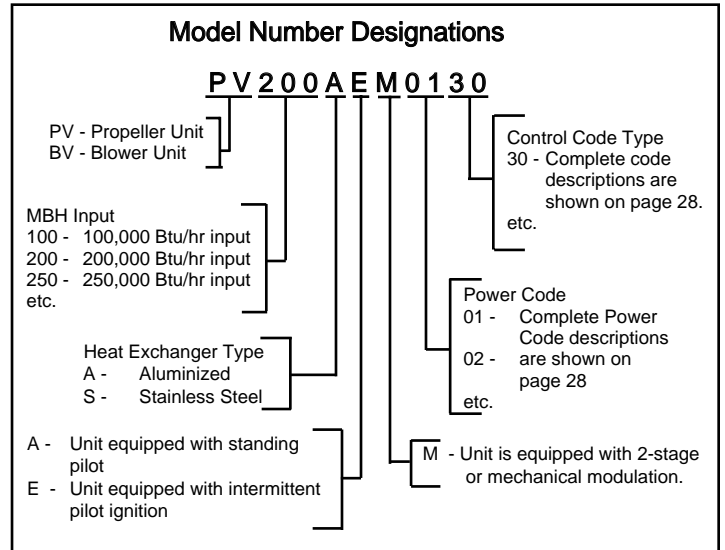 Model Number Designations
PV200AEM0130
PV - Propeller Unit
BV - Blower Unit
MBH Input
100 - 100,000 Btu/hr input
200 - 200,000 Btu/hr input
250 - 250,000 Btu/hr input
etc.
Heat Exchanger Type
A - Aluminized
S - Stainless Steel
A - Unit equipped with standing
pilot
E - Unit equipped with intermittent
pilot ignition
Control Code Type
30 - Complete code
descriptions are
shown on page 28.
etc.
Power Code
01 - Complete Power
Code descriptions
02 - are shown on
page 28
etc.
M - Unit is equipped with 2-stage
or mechanical modulation.